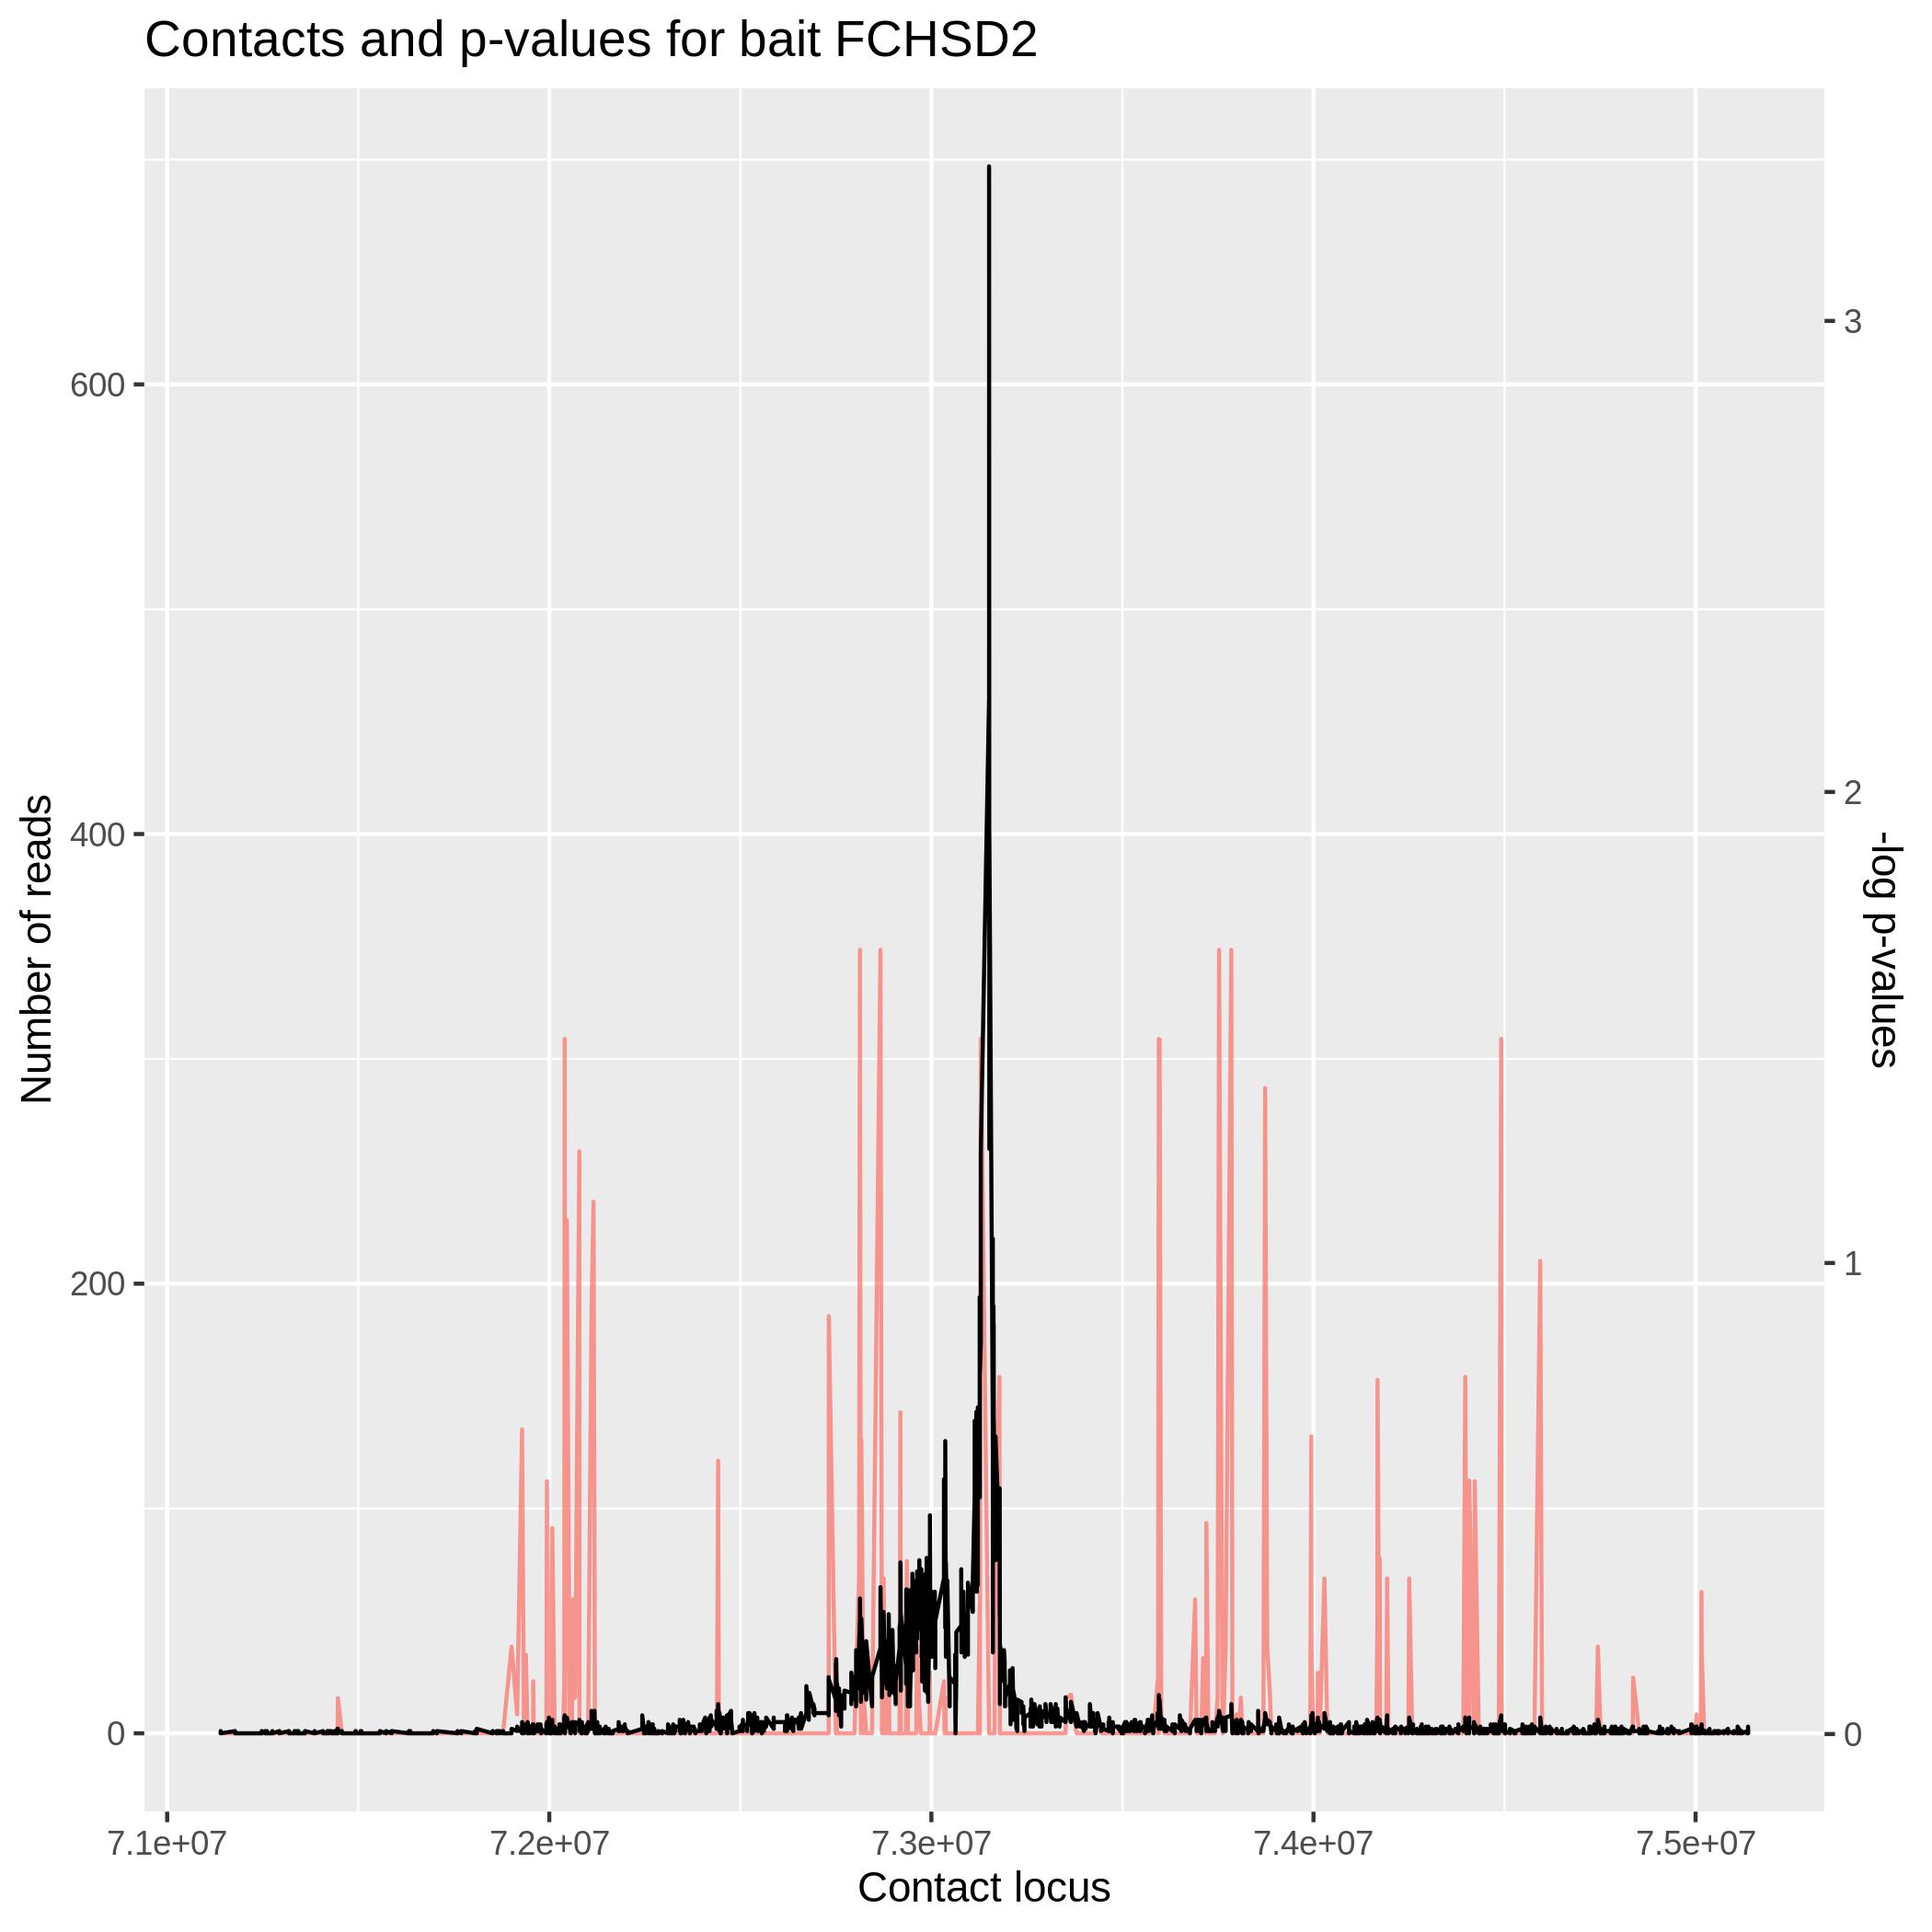 Contacts and p-values for bait FCHSD2
600
400
200
0
Number of reads
3
2
1
0
-log p-values
7.1e+07
7.2e+07
7.3e+07
7.4e+07
7.5e+07
Contact locus